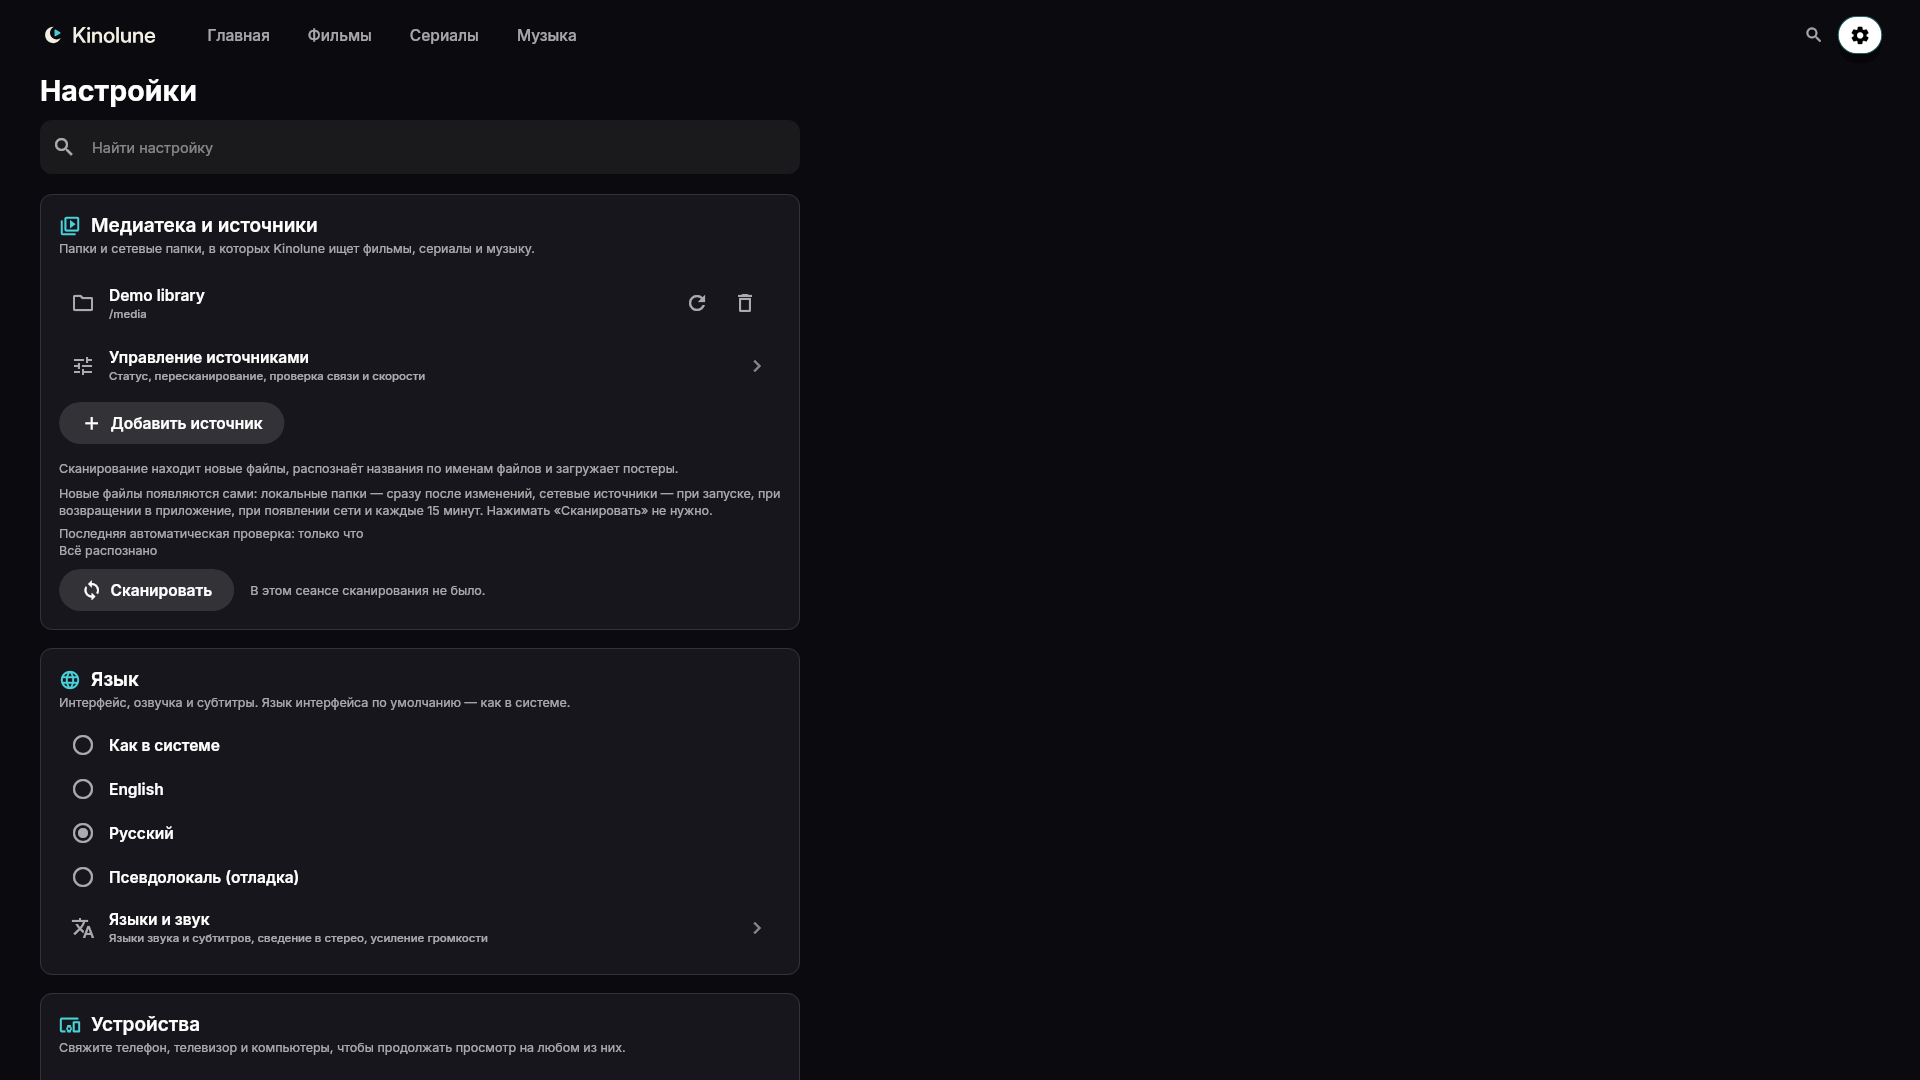 Kinolune
Главная
Фильмы
Сериалы
Музыка
Настройки
Найти настройку
Медиатека и источники
Папки и сетевые папки, в которых Kinolune ищет фильмы, сериалы и музыку.
Demo library
/media
Управление источниками
Статус, пересканирование, проверка связи и скорости
Добавить источник
Сканирование находит новые файлы, распознаёт названия по именам файлов и загружает постеры.
Новые файлы появляются сами: локальные папки — сразу после изменений, сетевые источники — при запуске, при
возвращении в приложение, при появлении сети и каждые 15 минут. Нажимать «Сканировать» не нужно.
Последняя автоматическая проверка: только что
Всё распознано
Сканировать
В этом сеансе сканирования не было.
Язык
Интерфейс, озвучка и субтитры. Язык интерфейса по умолчанию — как в системе.
Как в системе
English
Русский
Псевдолокаль (отладка)
Языки и звук
Языки звука и субтитров, сведение в стерео, усиление громкости
Устройства
Свяжите телефон, телевизор и компьютеры, чтобы продолжать просмотр на любом из них.